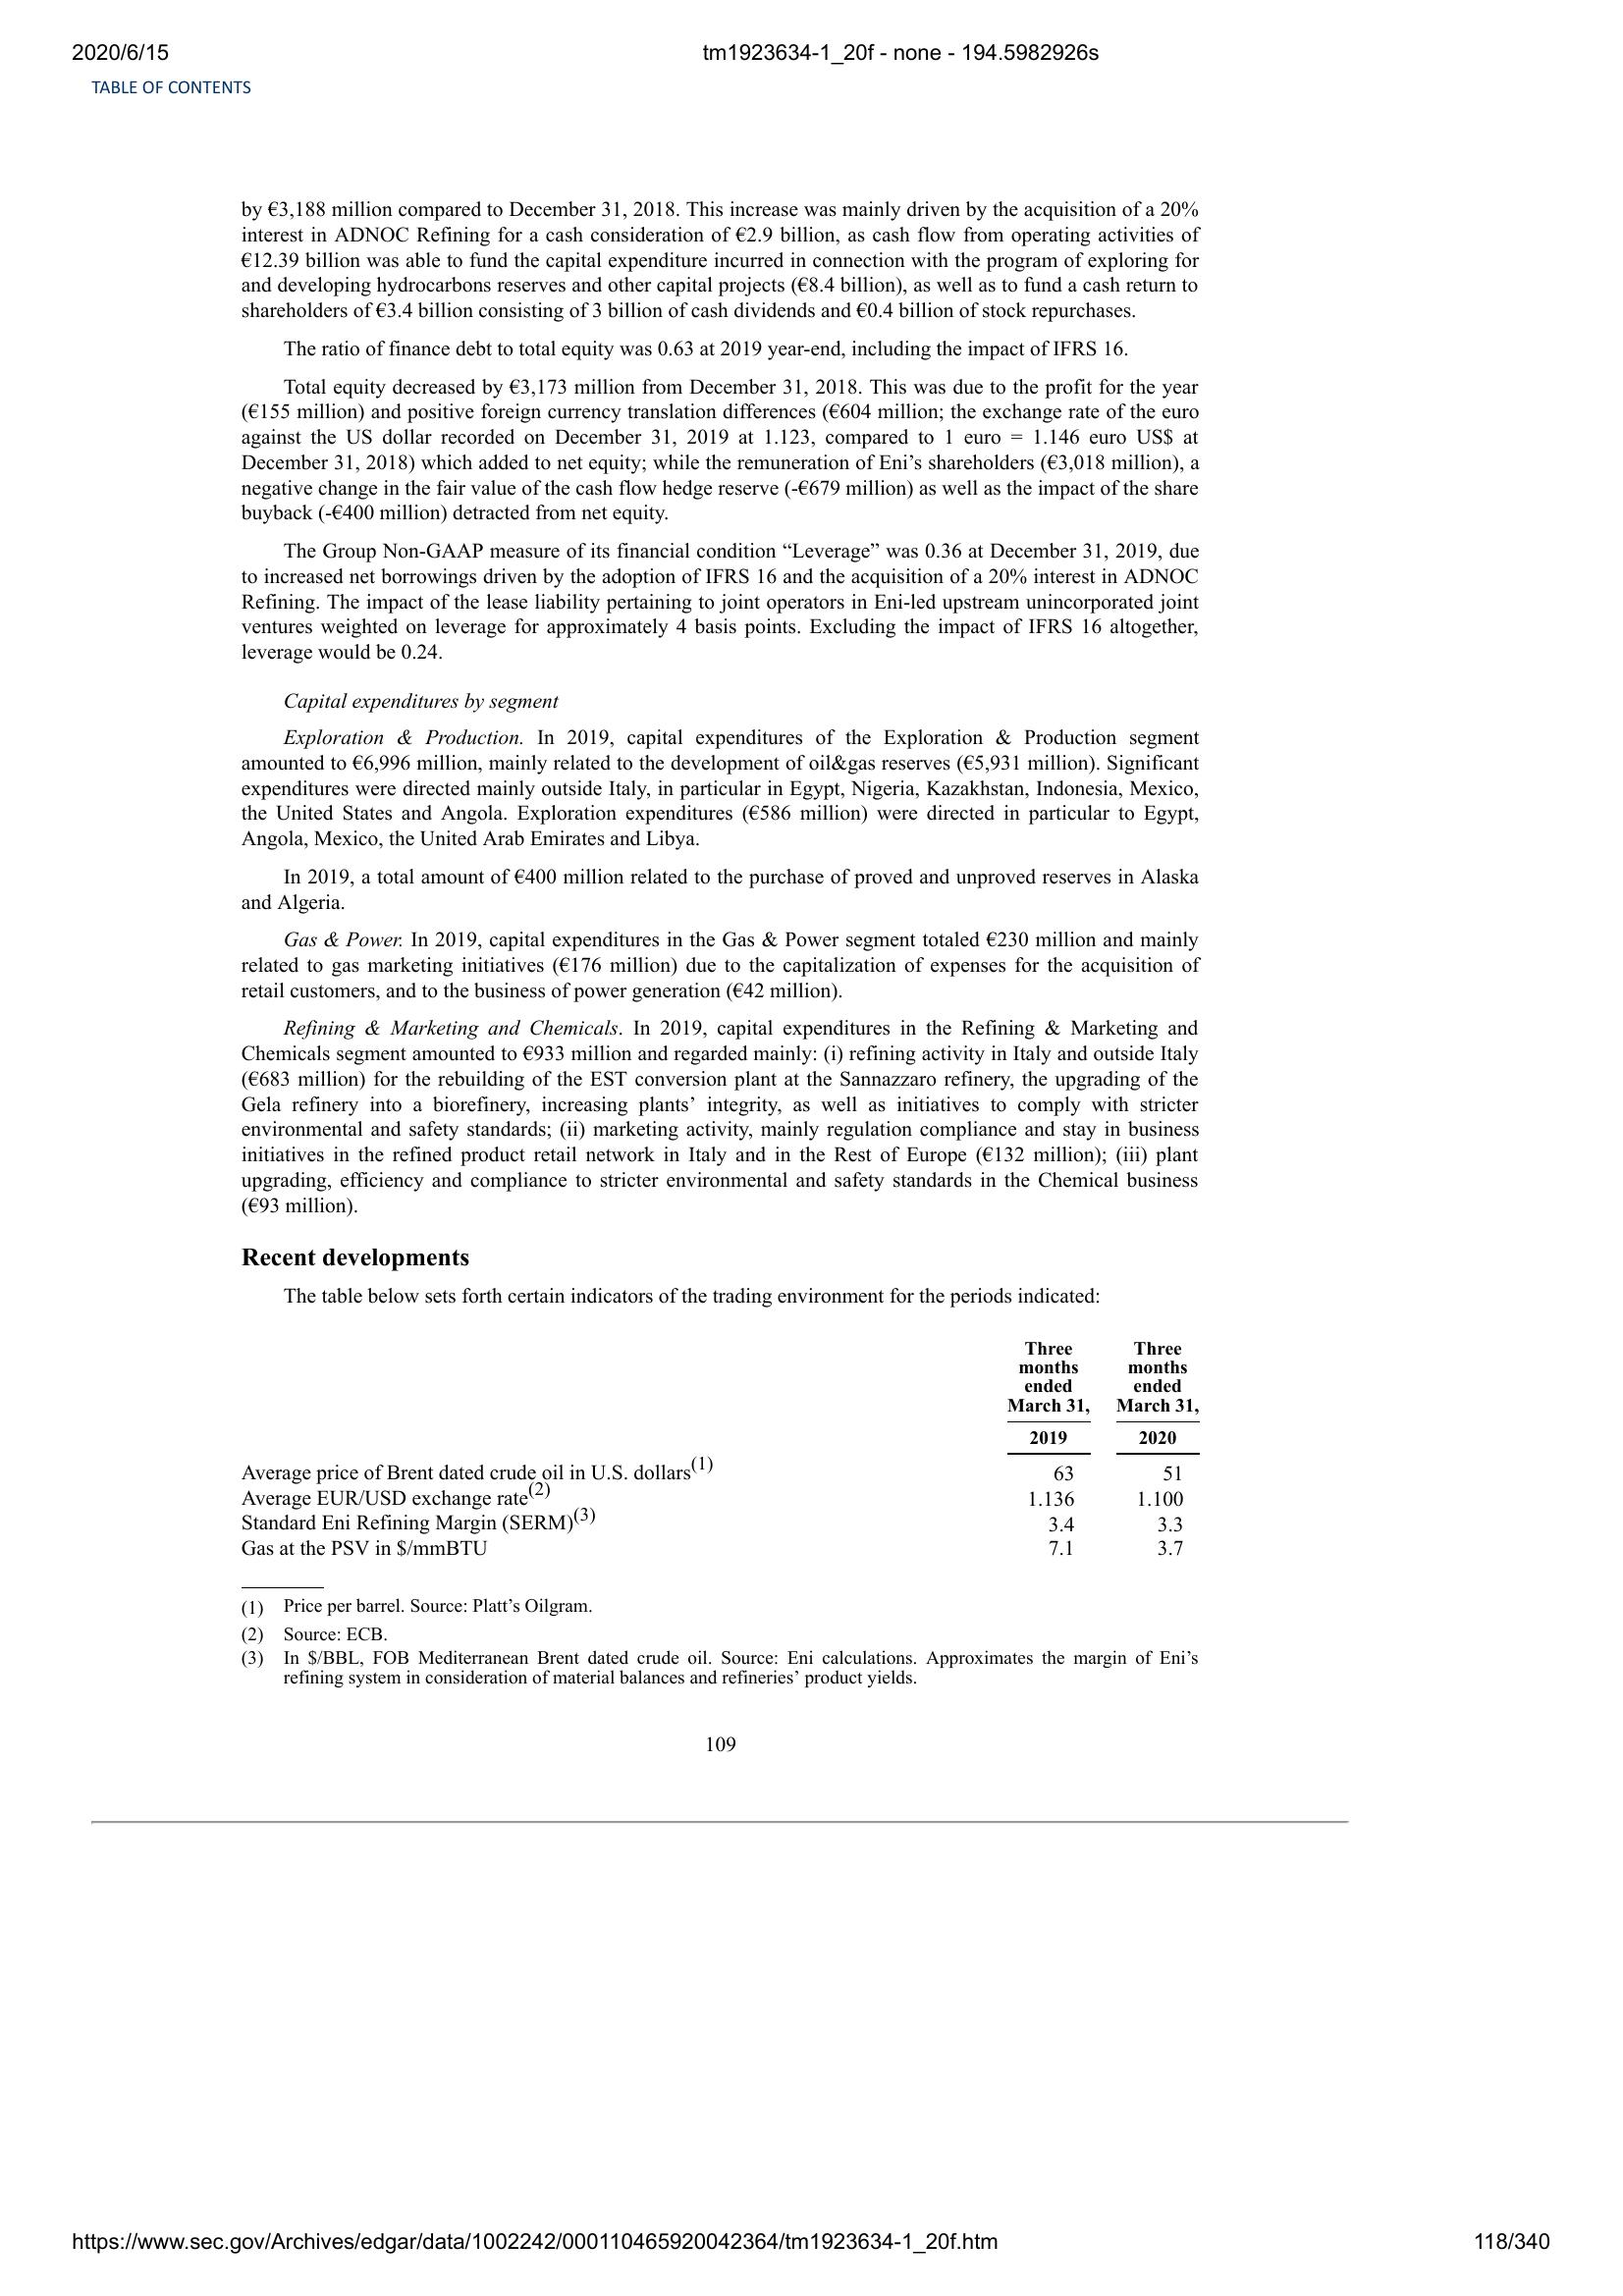 2020/6/15
tm1923634-1_20f - none - 194.5982926s
TABLE OF CONTENTS
by €3,188 million compared to December 31, 2018. This increase was mainly driven by the acquisition of a 20%
interest in ADNOC Refining for a cash consideration of €2.9 billion, as cash flow from operating activities of
€12.39 billion was able to fund the capital expenditure incurred in connection with the program of exploring for
and developing hydrocarbons reserves and other capital projects (€8.4 billion), as well as to fund a cash return to
shareholders of €3.4 billion consisting of 3 billion of cash dividends and €0.4 billion of stock repurchases.
The ratio of finance debt to total equity was 0.63 at 2019 year-end, including the impact of IFRS 16.
Total equity decreased by €3,173 million from December 31, 2018. This was due to the profit for the year
(€155 million) and positive foreign currency translation differences (€604 million; the exchange rate of the euro
against the US dollar recorded on December 31, 2019 at 1.123, compared to 1 euro = 1.146 euro US$ at
December 31, 2018) which added to net equity; while the remuneration of Eni’s shareholders (€3,018 million), a
negative change in the fair value of the cash flow hedge reserve (-€679 million) as well as the impact of the share
buyback (-€400 million) detracted from net equity.
The Group Non-GAAP measure of its financial condition “Leverage” was 0.36 at December 31, 2019, due
to increased net borrowings driven by the adoption of IFRS 16 and the acquisition of a 20% interest in ADNOC
Refining. The impact of the lease liability pertaining to joint operators in Eni-led upstream unincorporated joint
ventures weighted on leverage for approximately 4 basis points. Excluding the impact of IFRS 16 altogether,
leverage would be 0.24.
Capital expenditures by segment
Exploration & Production. In 2019, capital expenditures of the Exploration & Production segment
amounted to €6,996 million, mainly related to the development of oil&gas reserves (€5,931 million). Significant
expenditures were directed mainly outside Italy, in particular in Egypt, Nigeria, Kazakhstan, Indonesia, Mexico,
the United States and Angola. Exploration expenditures (€586 million) were directed in particular to Egypt,
Angola, Mexico, the United Arab Emirates and Libya.
In 2019, a total amount of €400 million related to the purchase of proved and unproved reserves in Alaska
and Algeria.
Gas & Power. In 2019, capital expenditures in the Gas & Power segment totaled €230 million and mainly
related to gas marketing initiatives (€176 million) due to the capitalization of expenses for the acquisition of
retail customers, and to the business of power generation (€42 million).
Refining & Marketing and Chemicals. In 2019, capital expenditures in the Refining & Marketing and
Chemicals segment amounted to €933 million and regarded mainly: (i) refining activity in Italy and outside Italy
(€683 million) for the rebuilding of the EST conversion plant at the Sannazzaro refinery, the upgrading of the
Gela refinery into a biorefinery, increasing plants’ integrity, as well as initiatives to comply with stricter
environmental and safety standards; (ii) marketing activity, mainly regulation compliance and stay in business
initiatives in the refined product retail network in Italy and in the Rest of Europe (€132 million); (iii) plant
upgrading, efficiency and compliance to stricter environmental and safety standards in the Chemical business
(€93 million).
Recent developments
The table below sets forth certain indicators of the trading environment for the periods indicated:
Three Three
months months
ended ended
March 31, March 31,
2019 2020
Average price of Brent dated crude oil in U.S. dollars(1) 63 51
Average EUR/USD exchange rate(2) 1.136 1.100
Standard Eni Refining Margin (SERM)(3) 3.4 3.3
Gas at the PSV in $/mmBTU 7.1 3.7
(1) Price per barrel. Source: Platt’s Oilgram.
(2) Source: ECB.
(3) In $/BBL, FOB Mediterranean Brent dated crude oil. Source: Eni calculations. Approximates the margin of Eni’s
refining system in consideration of material balances and refineries’ product yields.
109
https://www.sec.gov/Archives/edgar/data/1002242/000110465920042364/tm1923634-1_20f.htm
118/340